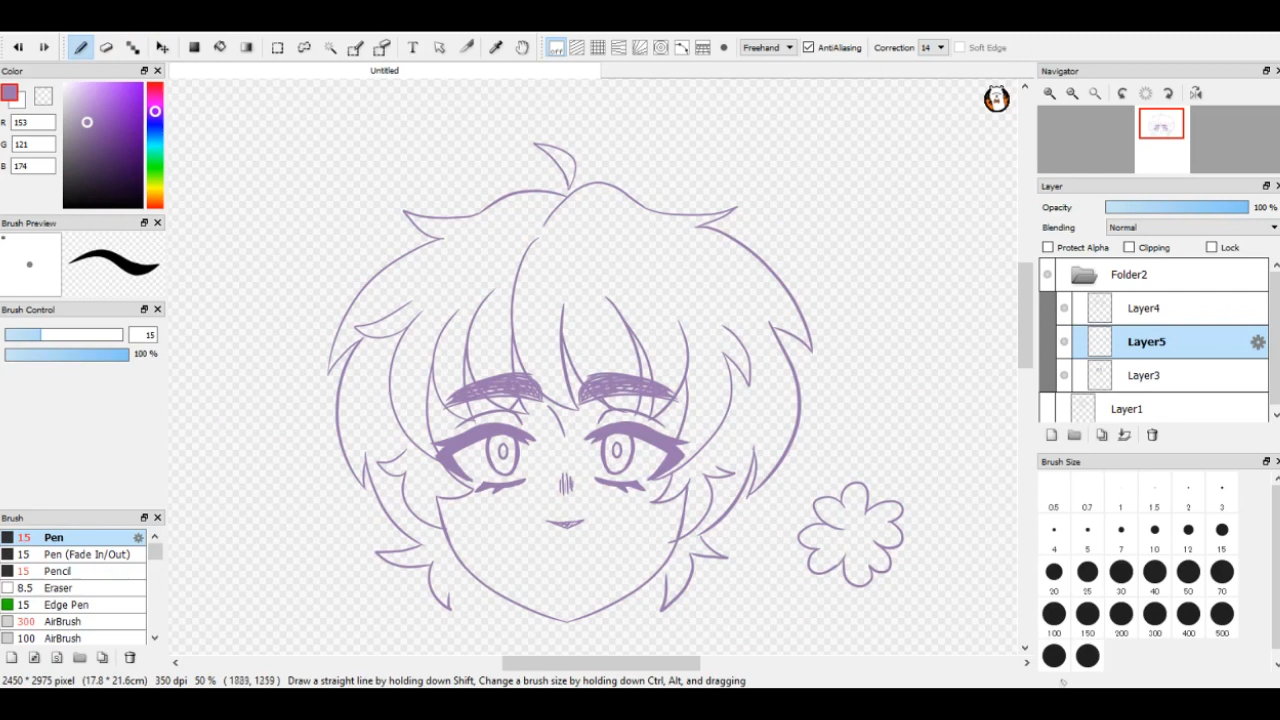 T off Freehand AntiAliasing Correction 14 Soft Edge
Color
Untitled
Navigator
R 153
G 121
B 174
Layer
Opacity 100 %
Brush Preview
Blending Normal
Protect Alpha Clipping Lock
Folder2
Layer4
Brush Control
15
Layer5
100 %
Layer3
Layer1
Brush Size
0.5 0.7 1 1.5 2 3
Brush
15 Pen
4 5 7 10 12 15
15 Pen (Fade In/Out)
15 Pencil
8.5 Eraser
20 25 30 40 50 70
15 Edge Pen
300 AirBrush
100 150 200 300 400 500
100 AirBrush
2450 * 2975 pixel (17.8 * 21.6cm) 350 dpi 50 % ( 1883, 1259 ) Draw a straight line by holding down Shift, Change a brush size by holding down Ctrl, Alt, and dragging